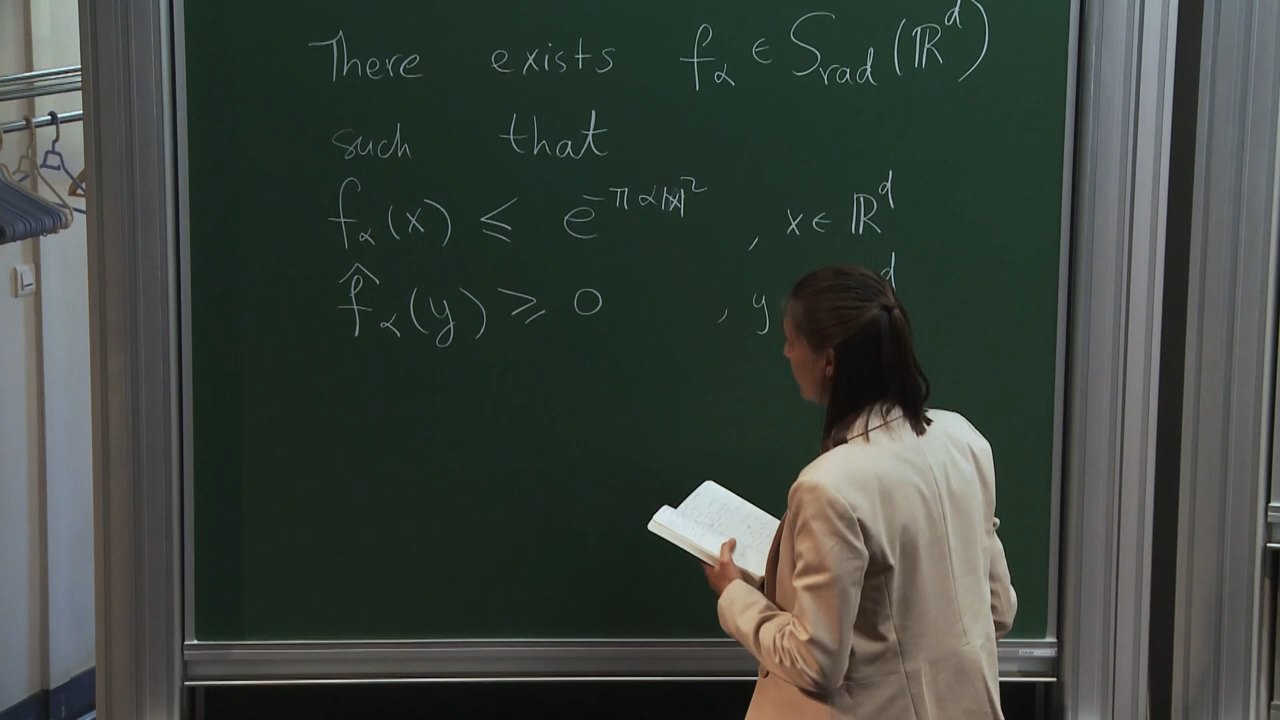 There exists f_α ∈ S_rad(ℝ^d)
such that
f_α(x) ≤ e^{-πα|x|^2} , x ∈ ℝ^d
f̂_α(y) ≥ 0 , y d